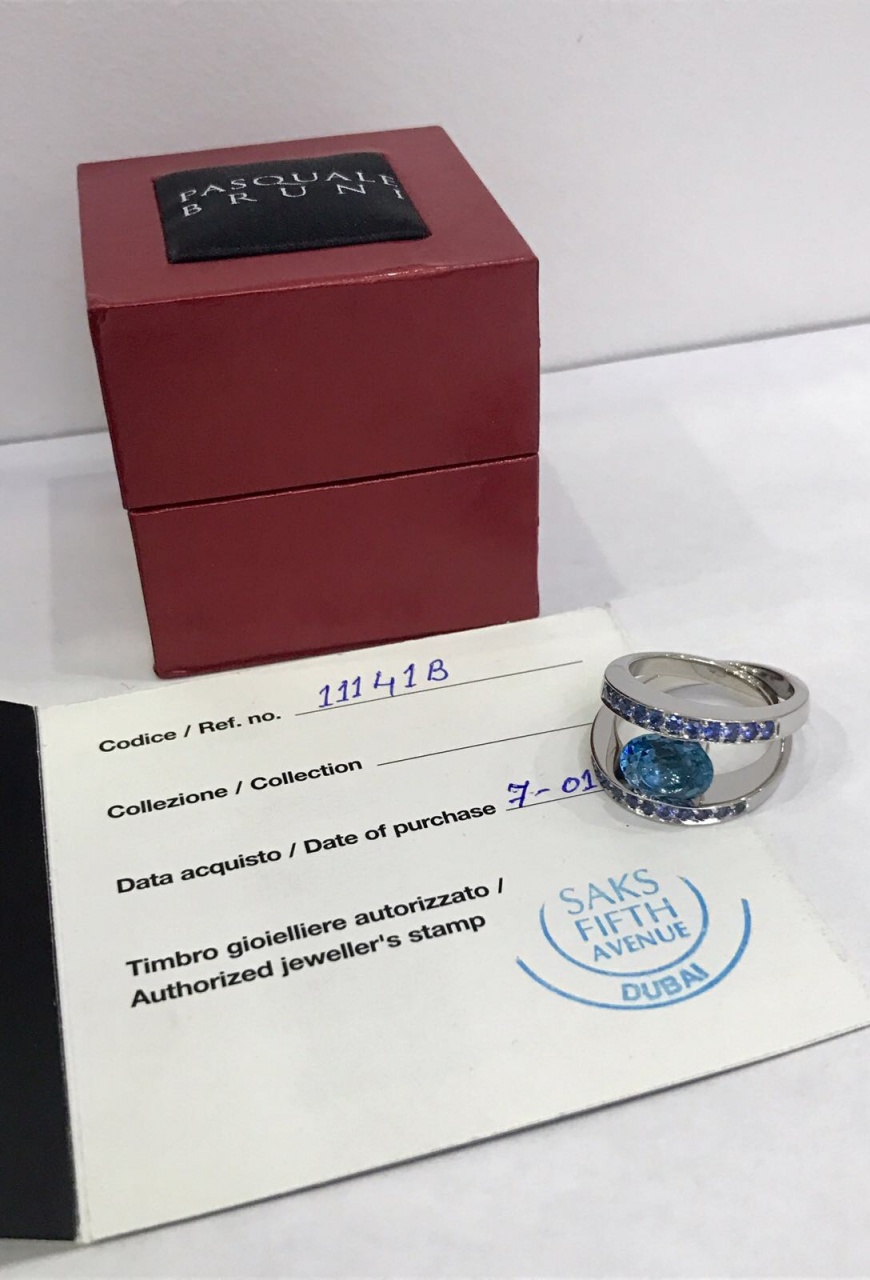 PASQUALE
BRUNI
Codice / Ref. no. 11141B
Collezione / Collection
Data acquisto / Date of purchase 7-01
Timbro gioielliere autorizzato /
Authorized jeweller's stamp
SAKS
FIFTH
AVENUE
DUBAI